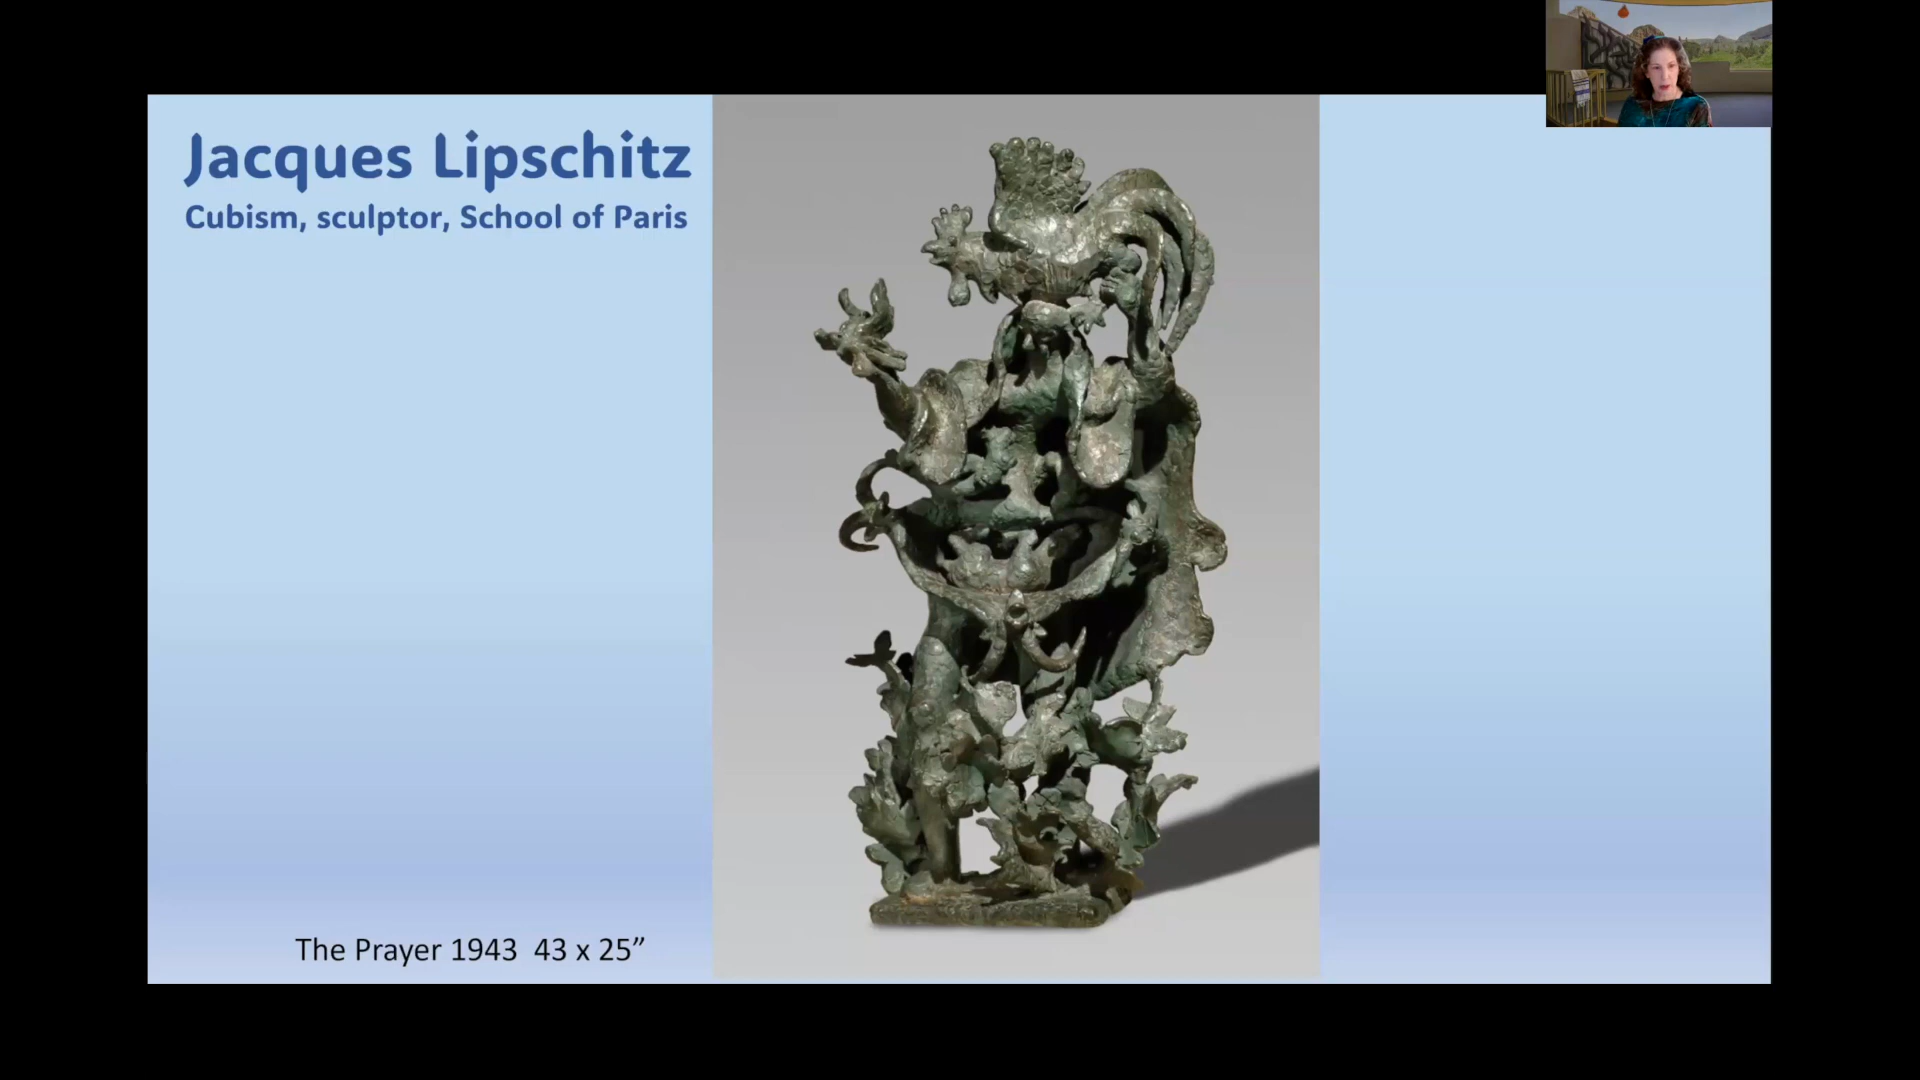 Jacques Lipschitz
Cubism, sculptor, School of Paris
The Prayer 1943 43 x 25”